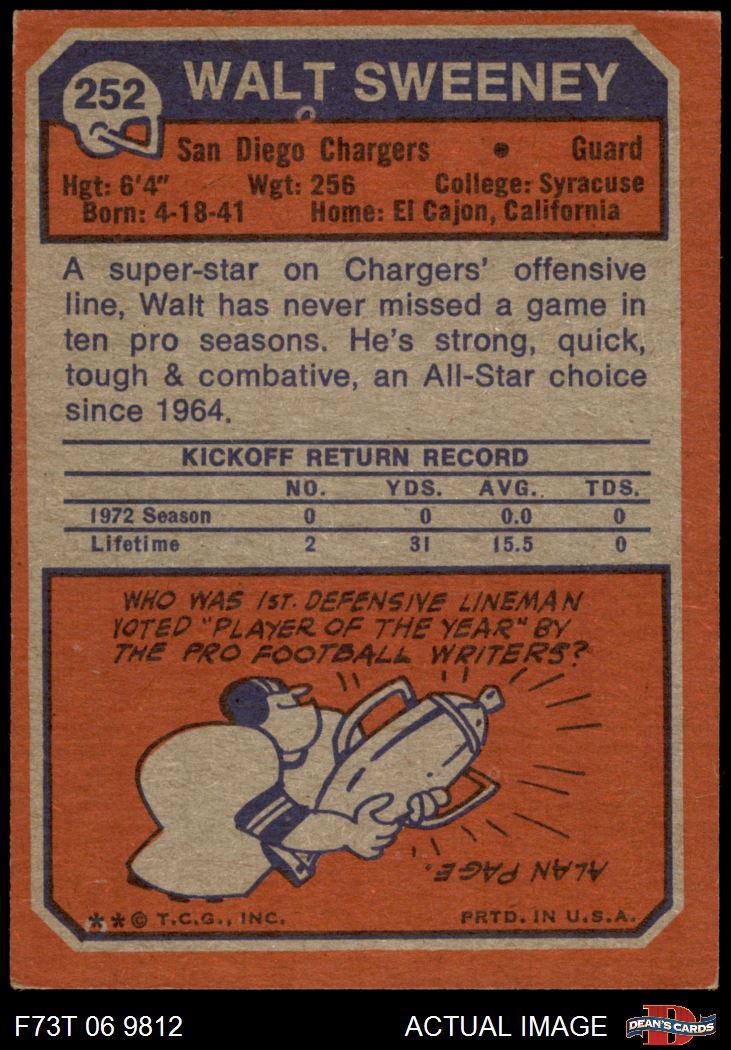 252
WALT SWEENEY
San Diego Chargers • Guard
Hgt: 6'4" Wgt: 256 College: Syracuse
Born: 4-18-41 Home: El Cajon, California
A super-star on Chargers' offensive
line, Walt has never missed a game in
ten pro seasons. He's strong, quick,
tough & combative, an All-Star choice
since 1964.
KICKOFF RETURN RECORD
NO. YDS. AVG. TDS.
1972 Season 0 0 0.0 0
Lifetime 2 31 15.5 0
WHO WAS 1ST. DEFENSIVE LINEMAN
VOTED "PLAYER OF THE YEAR" BY
THE PRO FOOTBALL WRITERS?
ALAN PAGE.
**© T.C.G., INC. PRTD. IN U.S.A.
F73T 06 9812 ACTUAL IMAGE
D
DEAN'S CARDS